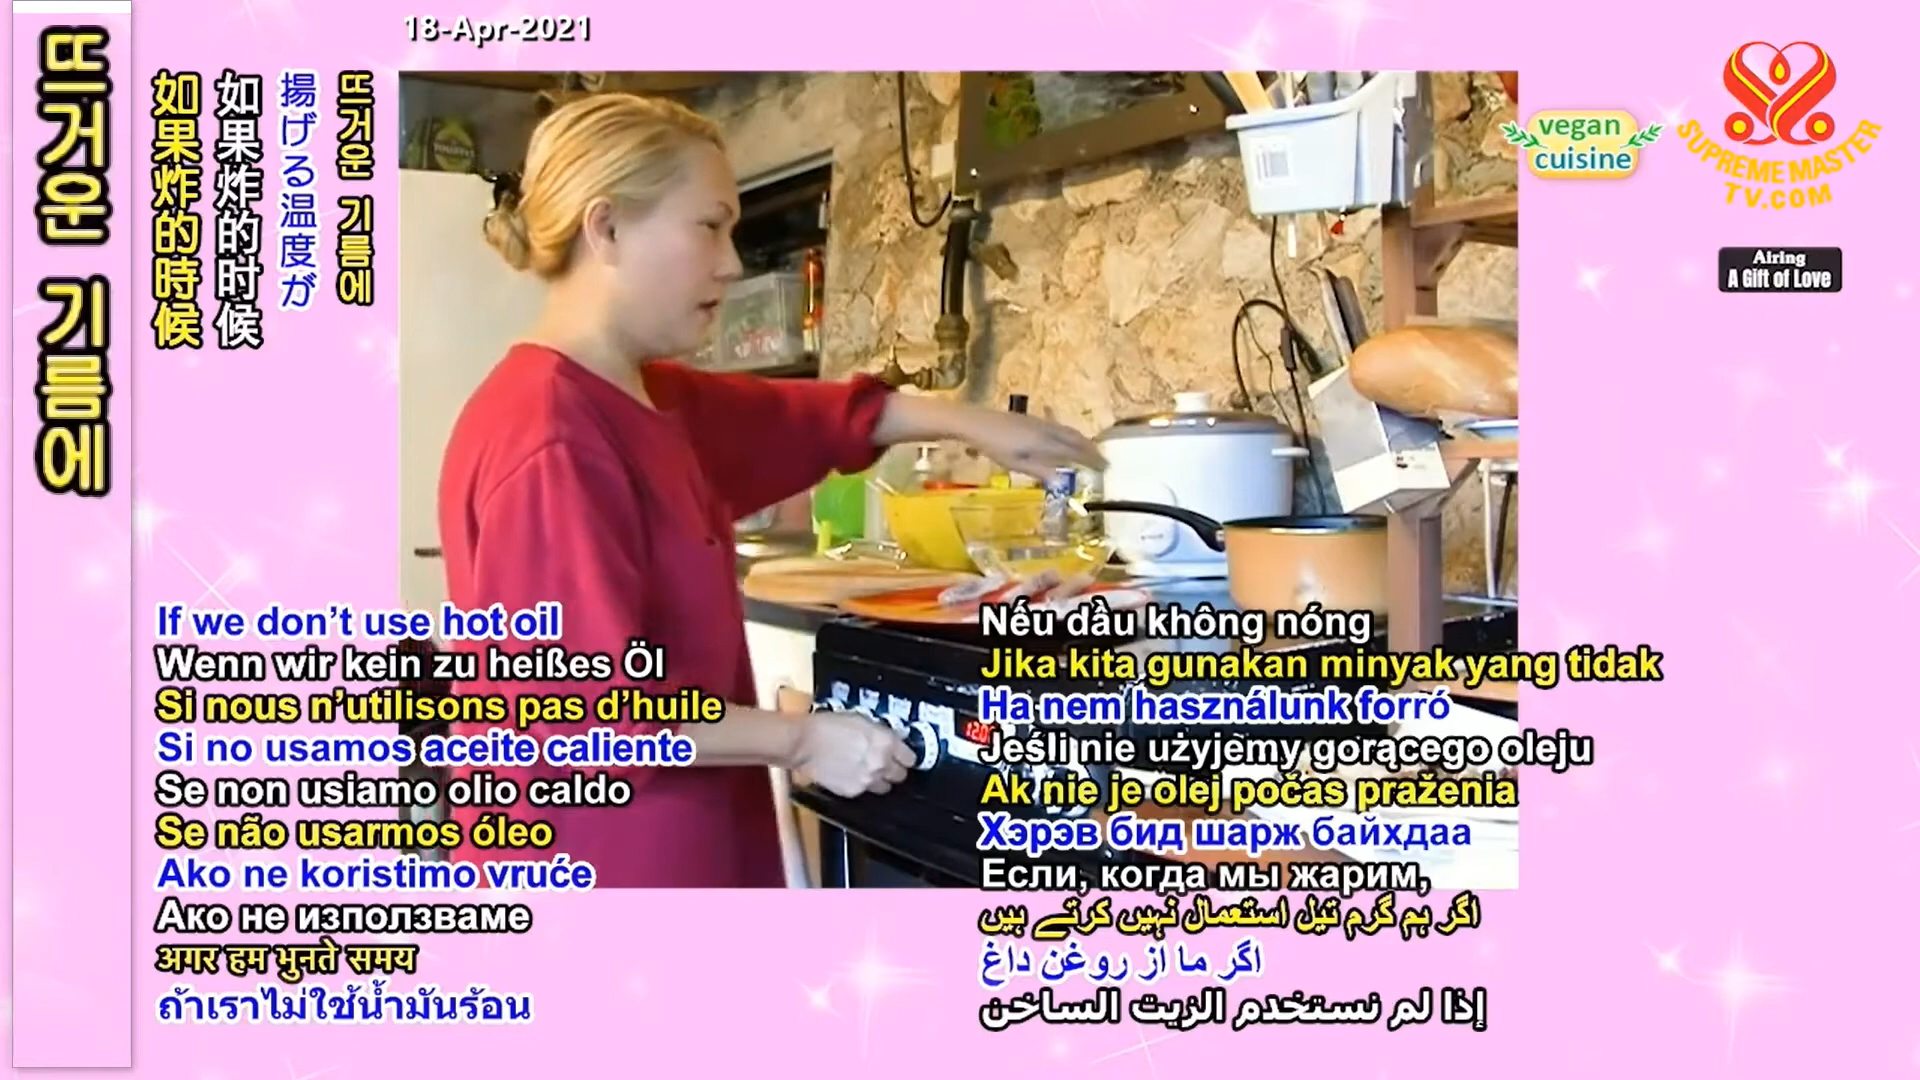 18-Apr-2021
뜨거운 기름에
如果炸的時候
如果炸的时候
揚げる温度が
뜨거운 기름에
vegan
cuisine
SUPREME MASTER
TV.COM
Airing
A Gift of Love
If we don't use hot oil
Wenn wir kein zu heißes Öl
Si nous n'utilisons pas d'huile
Si no usamos aceite caliente
Se non usiamo olio caldo
Se não usarmos óleo
Ako ne koristimo vruće
Ако не използваме
अगर हम भुनते समय
ถ้าเราไม่ใช้น้ำมันร้อน
Nếu dầu không nóng
Jika kita gunakan minyak yang tidak
Ha nem használunk forró
Jeśli nie użyjemy gorącego oleju
Ak nie je olej počas praženia
Хэрэв бид шарж байхдаа
Если, когда мы жарим,
اگر ہم گرم تیل استعمال نہیں کرتے ہیں
اگر ما از روغن داغ
إذا لم نستخدم الزيت الساخن